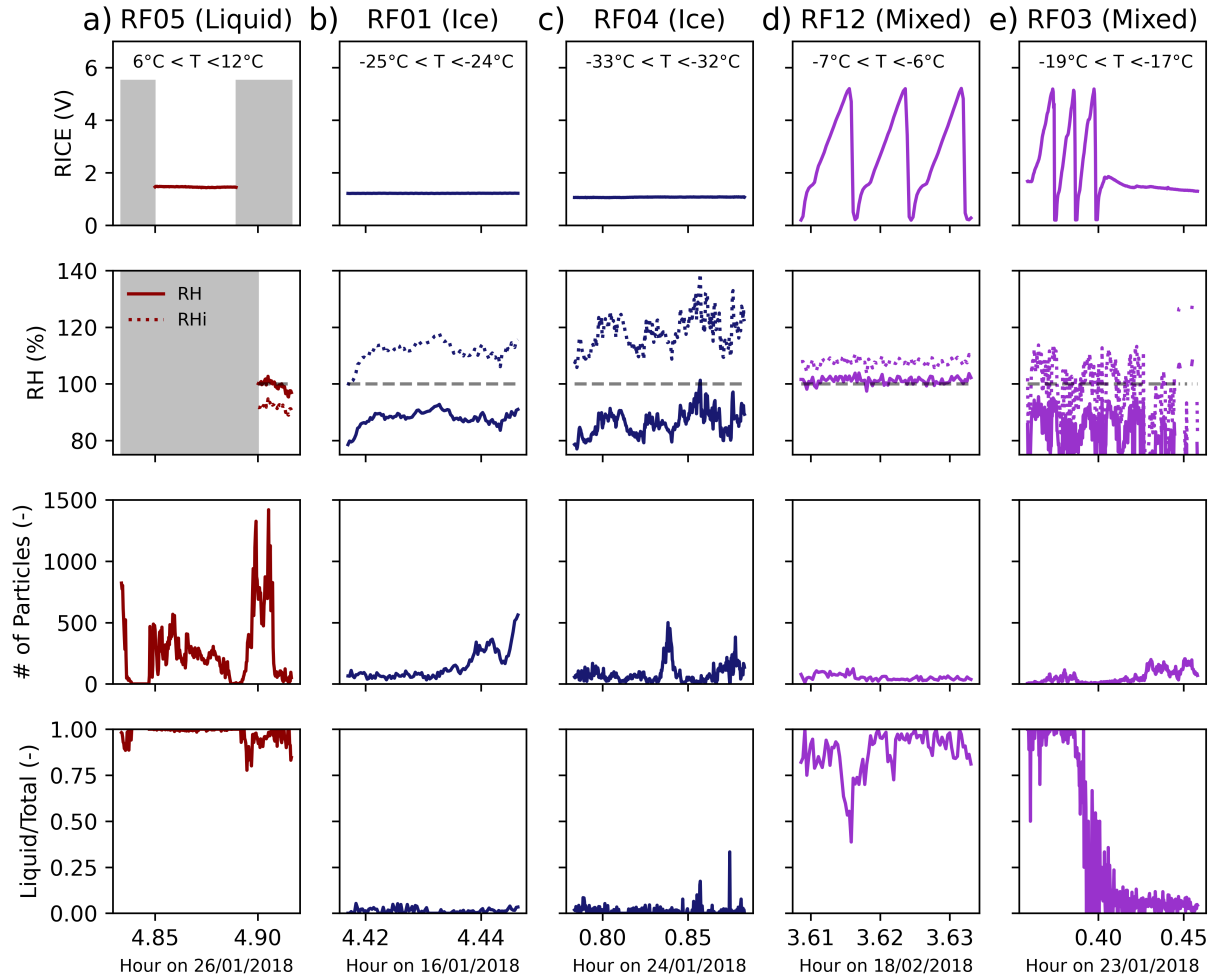 a) RF05 (Liquid)
b) RF01 (Ice)
c) RF04 (Ice)
d) RF12 (Mixed)
e) RF03 (Mixed)
6°C < T <12°C
-25°C < T <-24°C
-33°C < T <-32°C
-7°C < T <-6°C
-19°C < T <-17°C
RICE (V)
6
4
2
0
RH (%)
140
120
100
80
RH
RHi
# of Particles (-)
1500
1000
500
0
Liquid/Total (-)
1.00
0.75
0.50
0.25
0.00
4.85 4.90
4.42 4.44
0.80 0.85
3.61 3.62 3.63
0.40 0.45
Hour on 26/01/2018
Hour on 16/01/2018
Hour on 24/01/2018
Hour on 18/02/2018
Hour on 23/01/2018